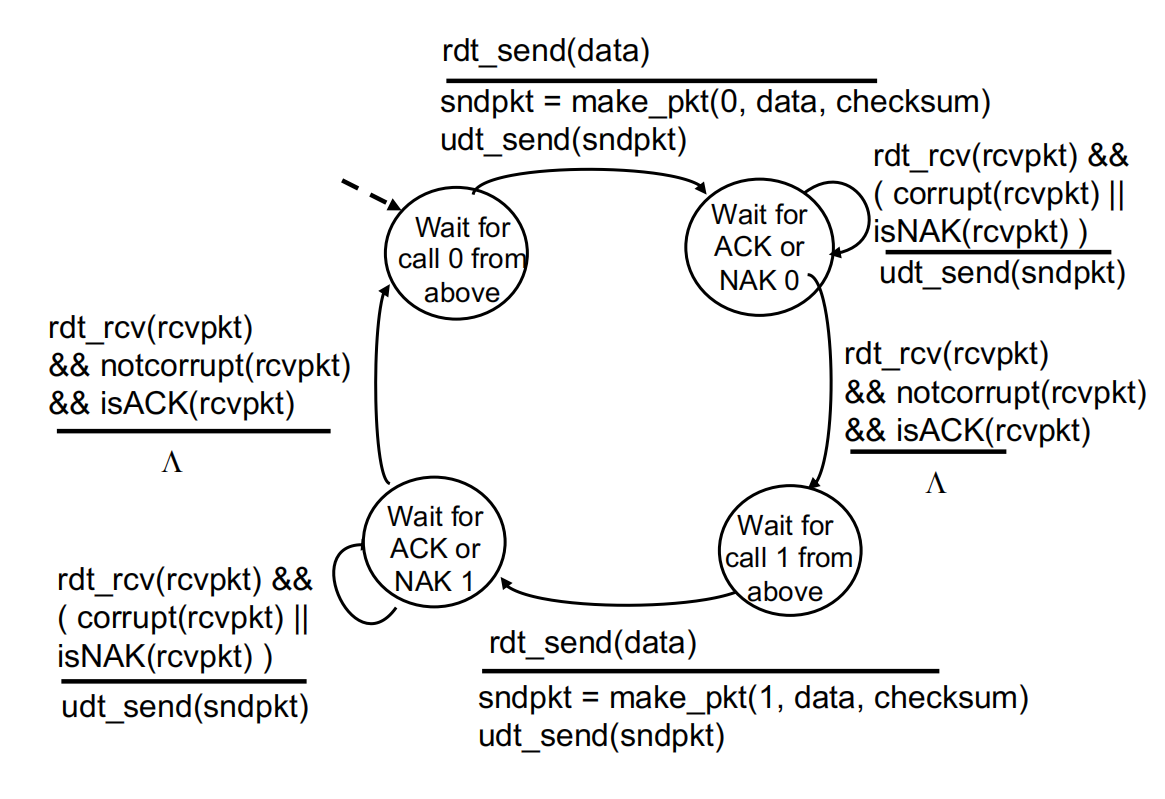 rdt_send(data)
sndpkt = make_pkt(0, data, checksum)
udt_send(sndpkt)
rdt_rcv(rcvpkt) &&
( corrupt(rcvpkt) ||
isNAK(rcvpkt) )
udt_send(sndpkt)
Wait for
call 0 from
above
Wait for
ACK or
NAK 0
rdt_rcv(rcvpkt)
&& notcorrupt(rcvpkt)
&& isACK(rcvpkt)
Λ
rdt_rcv(rcvpkt)
&& notcorrupt(rcvpkt)
&& isACK(rcvpkt)
Λ
Wait for
ACK or
NAK 1
Wait for
call 1 from
above
rdt_rcv(rcvpkt) &&
( corrupt(rcvpkt) ||
isNAK(rcvpkt) )
udt_send(sndpkt)
rdt_send(data)
sndpkt = make_pkt(1, data, checksum)
udt_send(sndpkt)